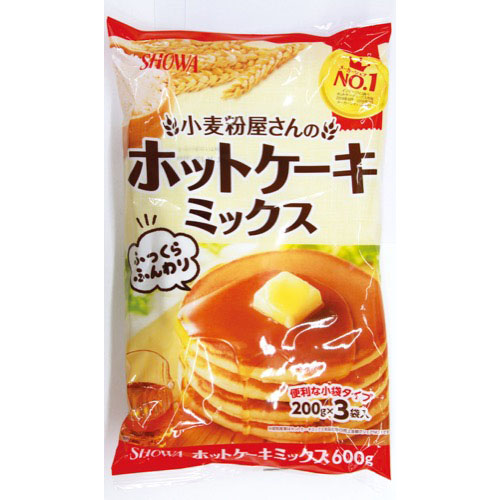 SHOWA
NO.1
小麦粉屋さんの
ホットケーキ
ミックス
ふっくら
ふんわり
便利な小袋タイプ
200g×3袋入
SHOWA ホットケーキミックス 600g